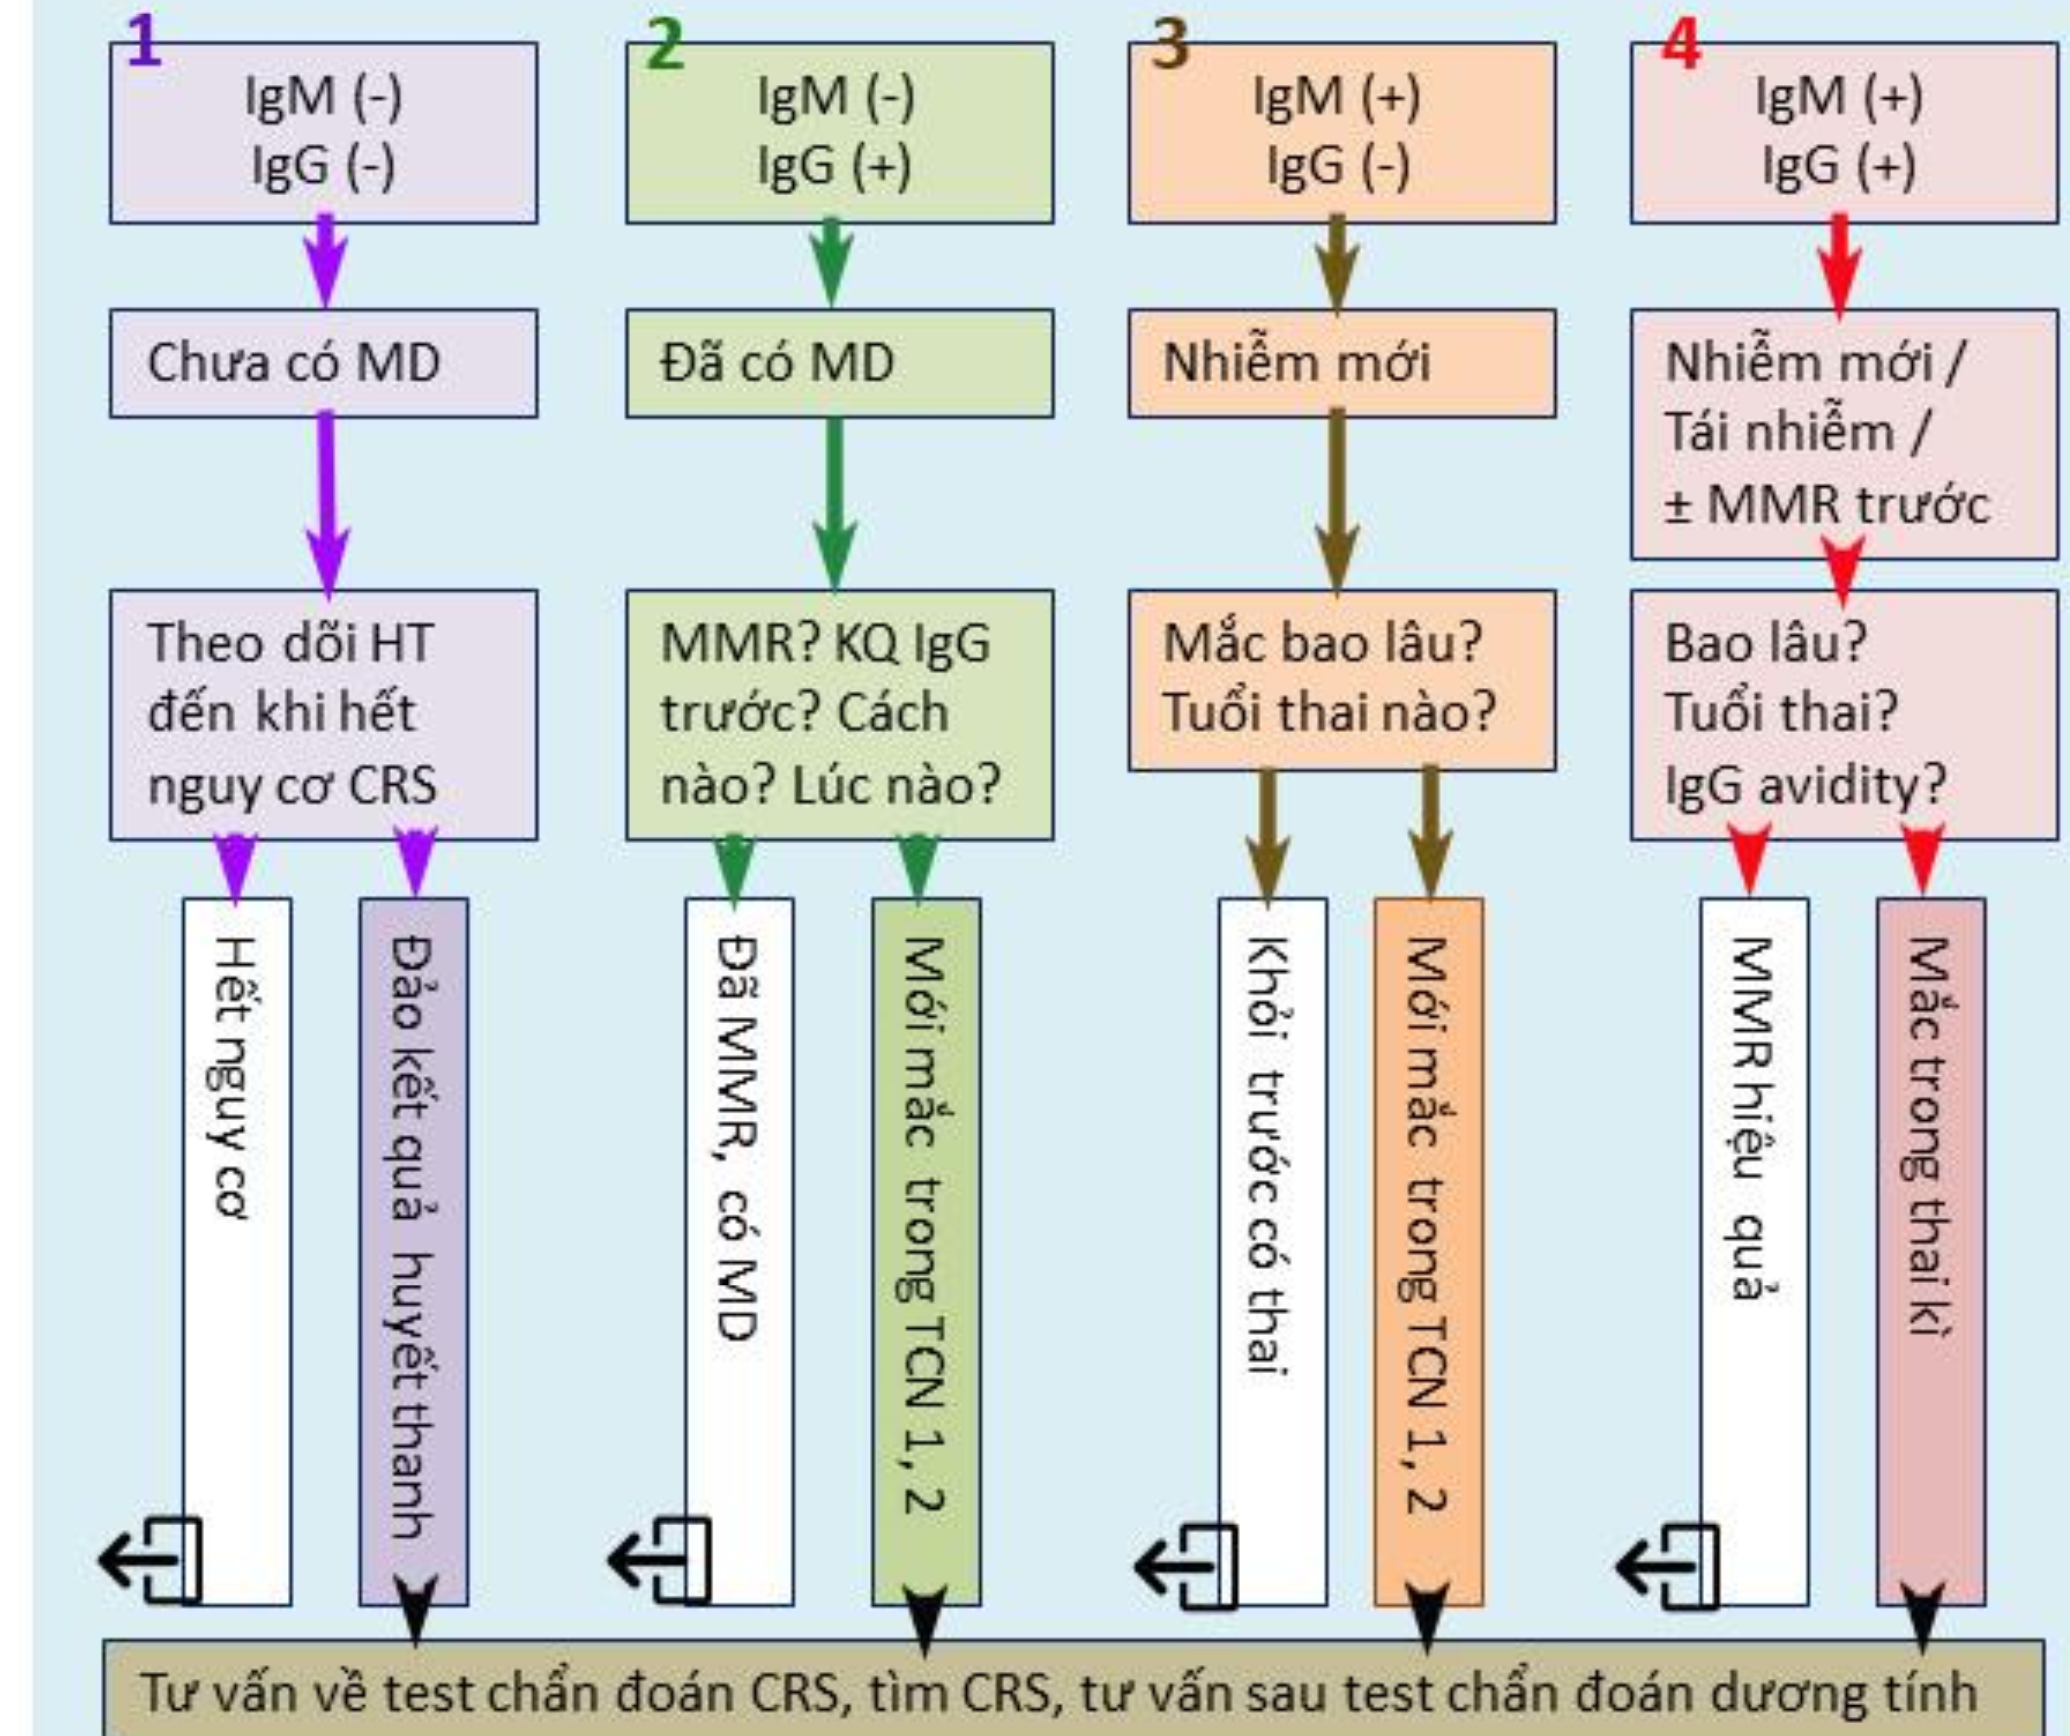 1
IgM (-)
IgG (-)
Chưa có MD
Theo dõi HT
đến khi hết
nguy cơ CRS
Hết nguy cơ
Đảo kết quả huyết thanh
2
IgM (-)
IgG (+)
Đã có MD
MMR? KQ IgG
trước? Cách
nào? Lúc nào?
Đã MMR, có MD
Mới mắc trong TCN 1, 2
3
IgM (+)
IgG (-)
Nhiễm mới
Mắc bao lâu?
Tuổi thai nào?
Khỏi trước có thai
Mới mắc trong TCN 1, 2
4
IgM (+)
IgG (+)
Nhiễm mới /
Tái nhiễm /
± MMR trước
Bao lâu?
Tuổi thai?
IgG avidity?
MMR hiệu quả
Mắc trong thai kì
Tư vấn về test chẩn đoán CRS, tìm CRS, tư vấn sau test chẩn đoán dương tính